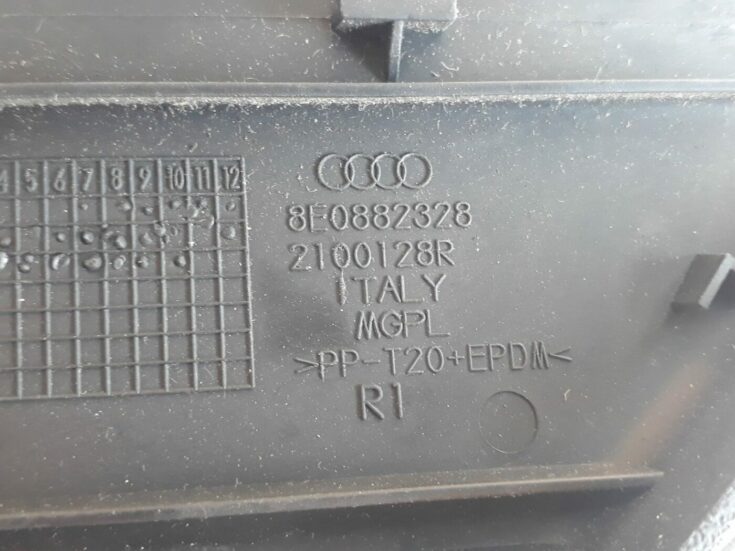 4 5 6 7 8 9 10 11 12
8E0882328
2100128R
ITALY
MGPL
>PP-T20+EPDM<
R1